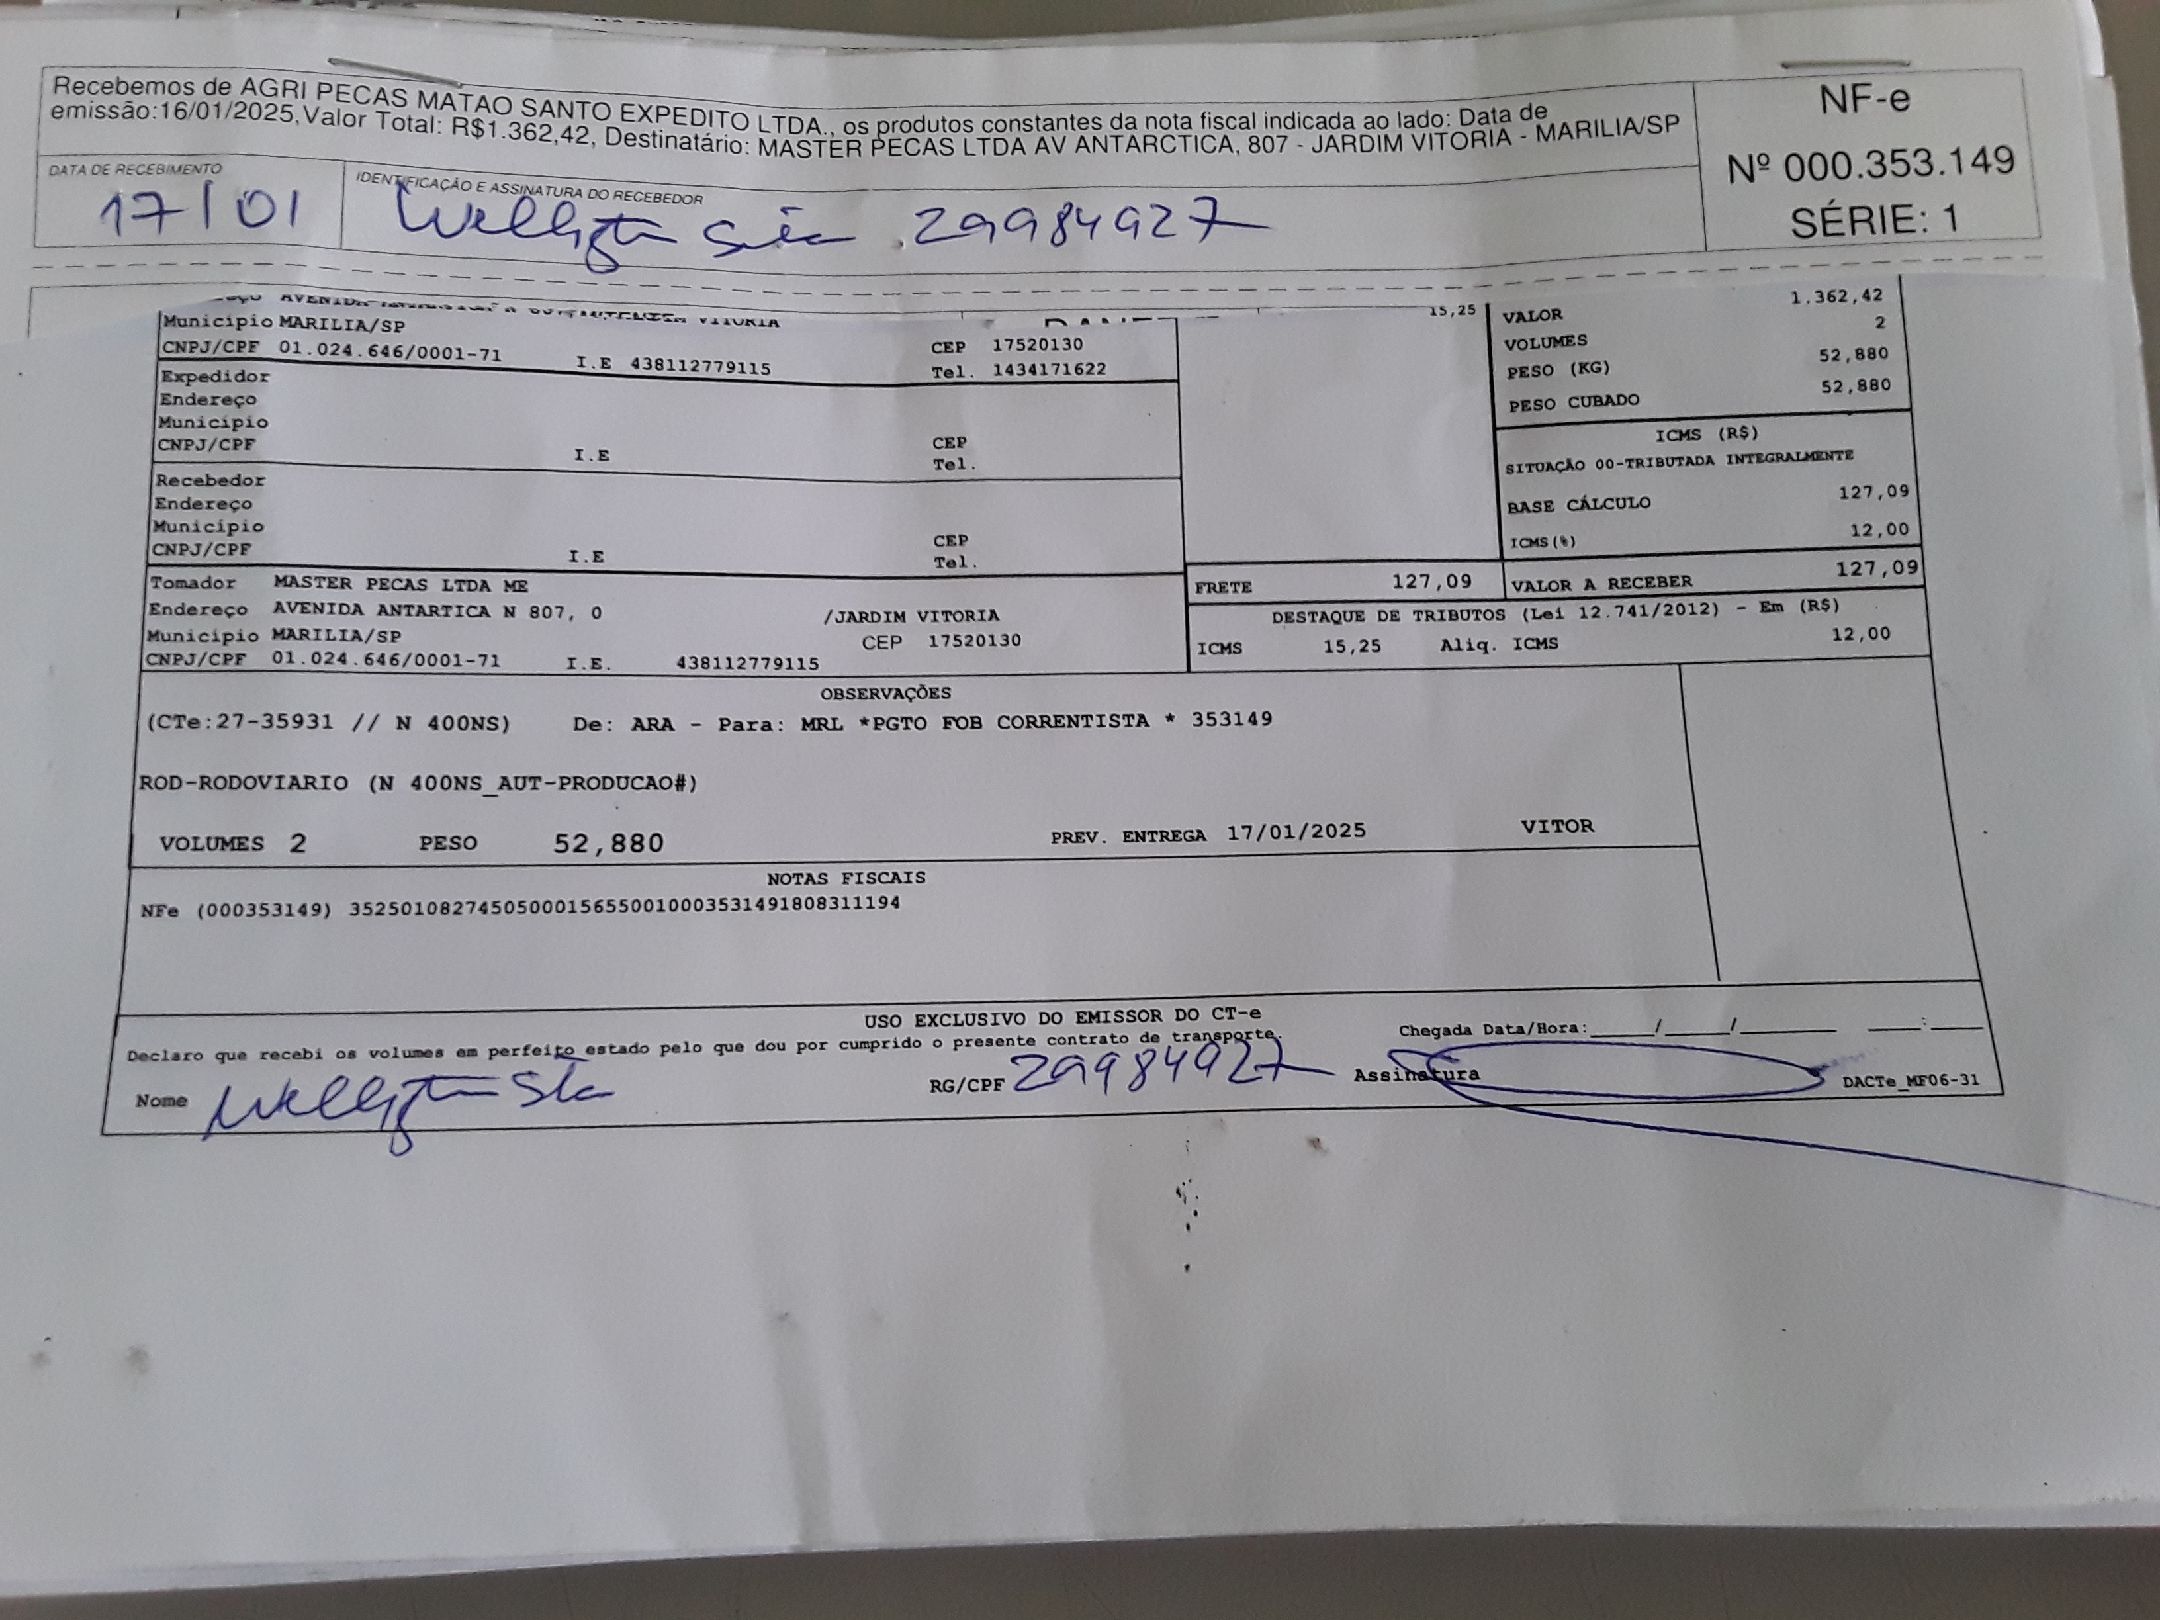 Recebemos de AGRI PECAS MATAO SANTO EXPEDITO LTDA., os produtos constantes da nota fiscal indicada ao lado: Data de
emissão:16/01/2025, Valor Total: R$1.362,42, Destinatário: MASTER PECAS LTDA AV ANTARCTICA, 807 - JARDIM VITORIA - MARILIA/SP
NF-e
Nº 000.353.149
SÉRIE: 1
DATA DE RECEBIMENTO
17/01
IDENTIFICAÇÃO E ASSINATURA DO RECEBEDOR
29984927
AVENIDA VITORIA
Município MARILIA/SP
CNPJ/CPF 01.024.646/0001-71 I.E 438112779115
CEP 17520130
Tel. 1434171622
Expedidor
Endereço
Município
CNPJ/CPF I.E
CEP
Tel.
Recebedor
Endereço
Município
CNPJ/CPF I.E
CEP
Tel.
Tomador MASTER PECAS LTDA ME
Endereço AVENIDA ANTARTICA N 807, 0 /JARDIM VITORIA
Município MARILIA/SP CEP 17520130
CNPJ/CPF 01.024.646/0001-71 I.E. 438112779115
15,25
VALOR 1.362,42
VOLUMES 2
PESO (KG) 52,880
PESO CUBADO 52,880
ICMS (R$)
SITUAÇÃO 00-TRIBUTADA INTEGRALMENTE
BASE CÁLCULO 127,09
ICMS(%) 12,00
FRETE 127,09 VALOR A RECEBER 127,09
DESTAQUE DE TRIBUTOS (Lei 12.741/2012) - Em (R$)
ICMS 15,25 Aliq. ICMS 12,00
OBSERVAÇÕES
(CTe:27-35931 // N 400NS) De: ARA - Para: MRL *PGTO FOB CORRENTISTA * 353149
ROD-RODOVIARIO (N 400NS_AUT-PRODUCAO#)
VOLUMES 2 PESO 52,880 PREV. ENTREGA 17/01/2025 VITOR
NOTAS FISCAIS
NFe (000353149) 35250108274505000156550010003531491808311194
USO EXCLUSIVO DO EMISSOR DO CT-e
Declaro que recebi os volumes em perfeito estado pelo que dou por cumprido o presente contrato de transporte.
Chegada Data/Hora:_____/_____/________ ____:____
Nome
RG/CPF 29984927
Assinatura
DACTe_MF06-31